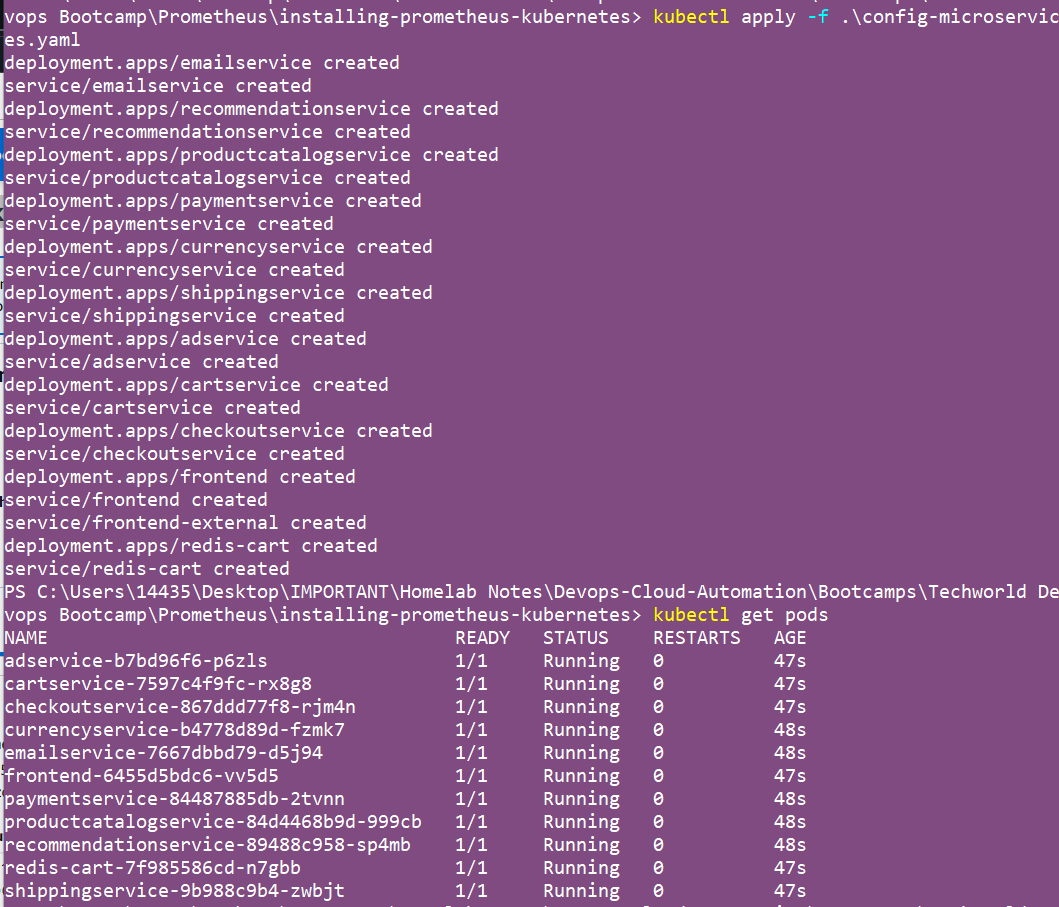 vops Bootcamp\Prometheus\installing-prometheus-kubernetes> kubectl apply -f .\config-microservic
es.yaml
deployment.apps/emailservice created
service/emailservice created
deployment.apps/recommendationservice created
service/recommendationservice created
deployment.apps/productcatalogservice created
service/productcatalogservice created
deployment.apps/paymentservice created
service/paymentservice created
deployment.apps/currencyservice created
service/currencyservice created
deployment.apps/shippingservice created
service/shippingservice created
deployment.apps/adservice created
service/adservice created
deployment.apps/cartservice created
service/cartservice created
deployment.apps/checkoutservice created
service/checkoutservice created
deployment.apps/frontend created
service/frontend created
service/frontend-external created
deployment.apps/redis-cart created
service/redis-cart created
PS C:\Users\14435\Desktop\IMPORTANT\Homelab Notes\Devops-Cloud-Automation\Bootcamps\Techworld De
vops Bootcamp\Prometheus\installing-prometheus-kubernetes> kubectl get pods
NAME READY STATUS RESTARTS AGE
adservice-b7bd96f6-p6zls 1/1 Running 0 47s
cartservice-7597c4f9fc-rx8g8 1/1 Running 0 47s
checkoutservice-867ddd77f8-rjm4n 1/1 Running 0 47s
currencyservice-b4778d89d-fzmk7 1/1 Running 0 48s
emailservice-7667dbbd79-d5j94 1/1 Running 0 48s
frontend-6455d5bdc6-vv5d5 1/1 Running 0 47s
paymentservice-84487885db-2tvnn 1/1 Running 0 48s
productcatalogservice-84d4468b9d-999cb 1/1 Running 0 48s
recommendationservice-89488c958-sp4mb 1/1 Running 0 48s
redis-cart-7f985586cd-n7gbb 1/1 Running 0 47s
shippingservice-9b988c9b4-zwbjt 1/1 Running 0 47s